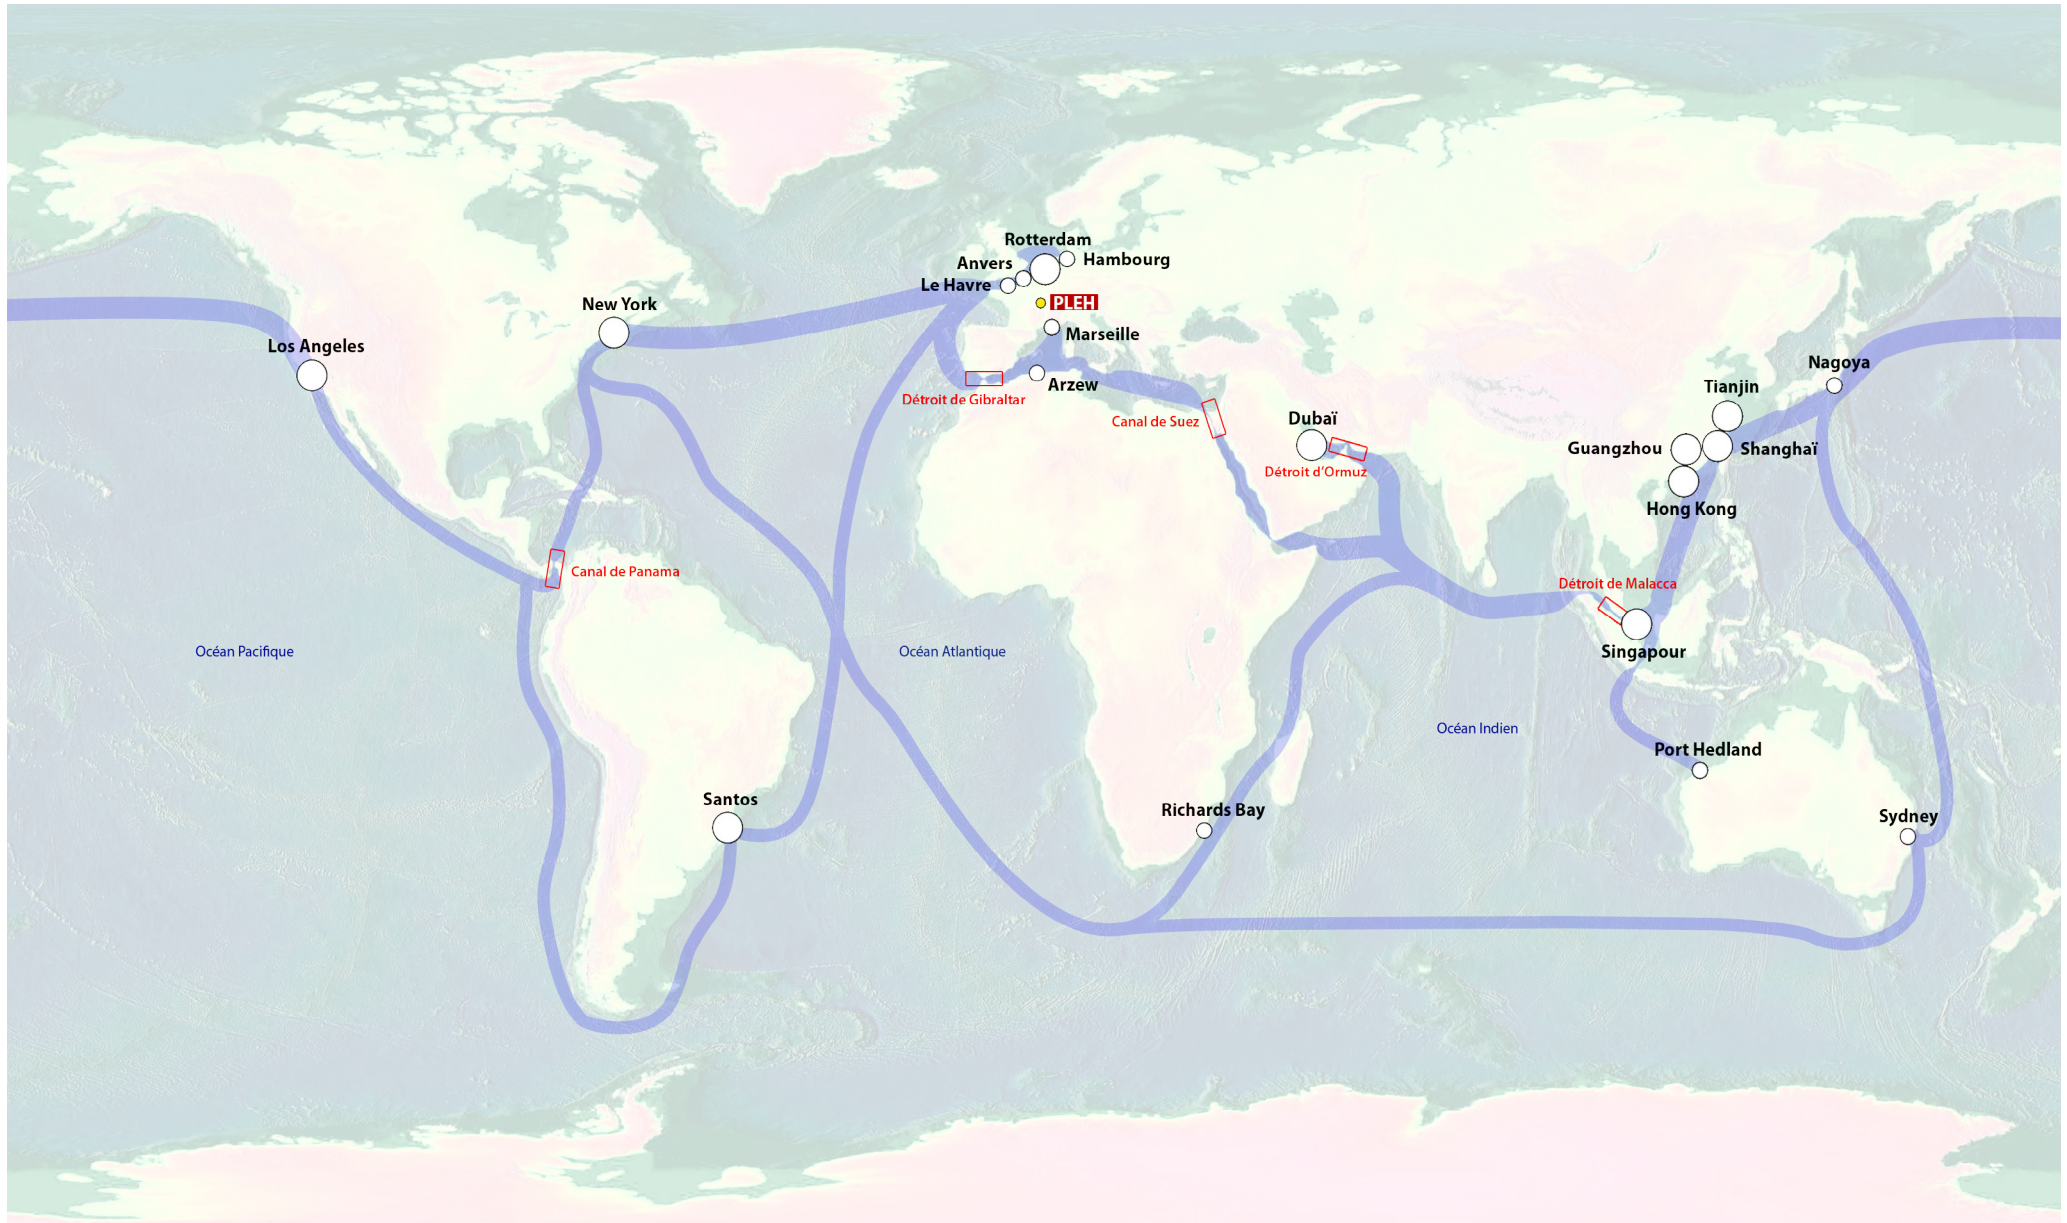 Rotterdam
Anvers
Hambourg
Le Havre
PLEH
New York
Marseille
Los Angeles
Arzew
Détroit de Gibraltar
Canal de Suez
Dubaï
Détroit d'Ormuz
Nagoya
Tianjin
Guangzhou
Shanghaï
Hong Kong
Canal de Panama
Détroit de Malacca
Singapour
Océan Pacifique
Océan Atlantique
Océan Indien
Port Hedland
Santos
Richards Bay
Sydney